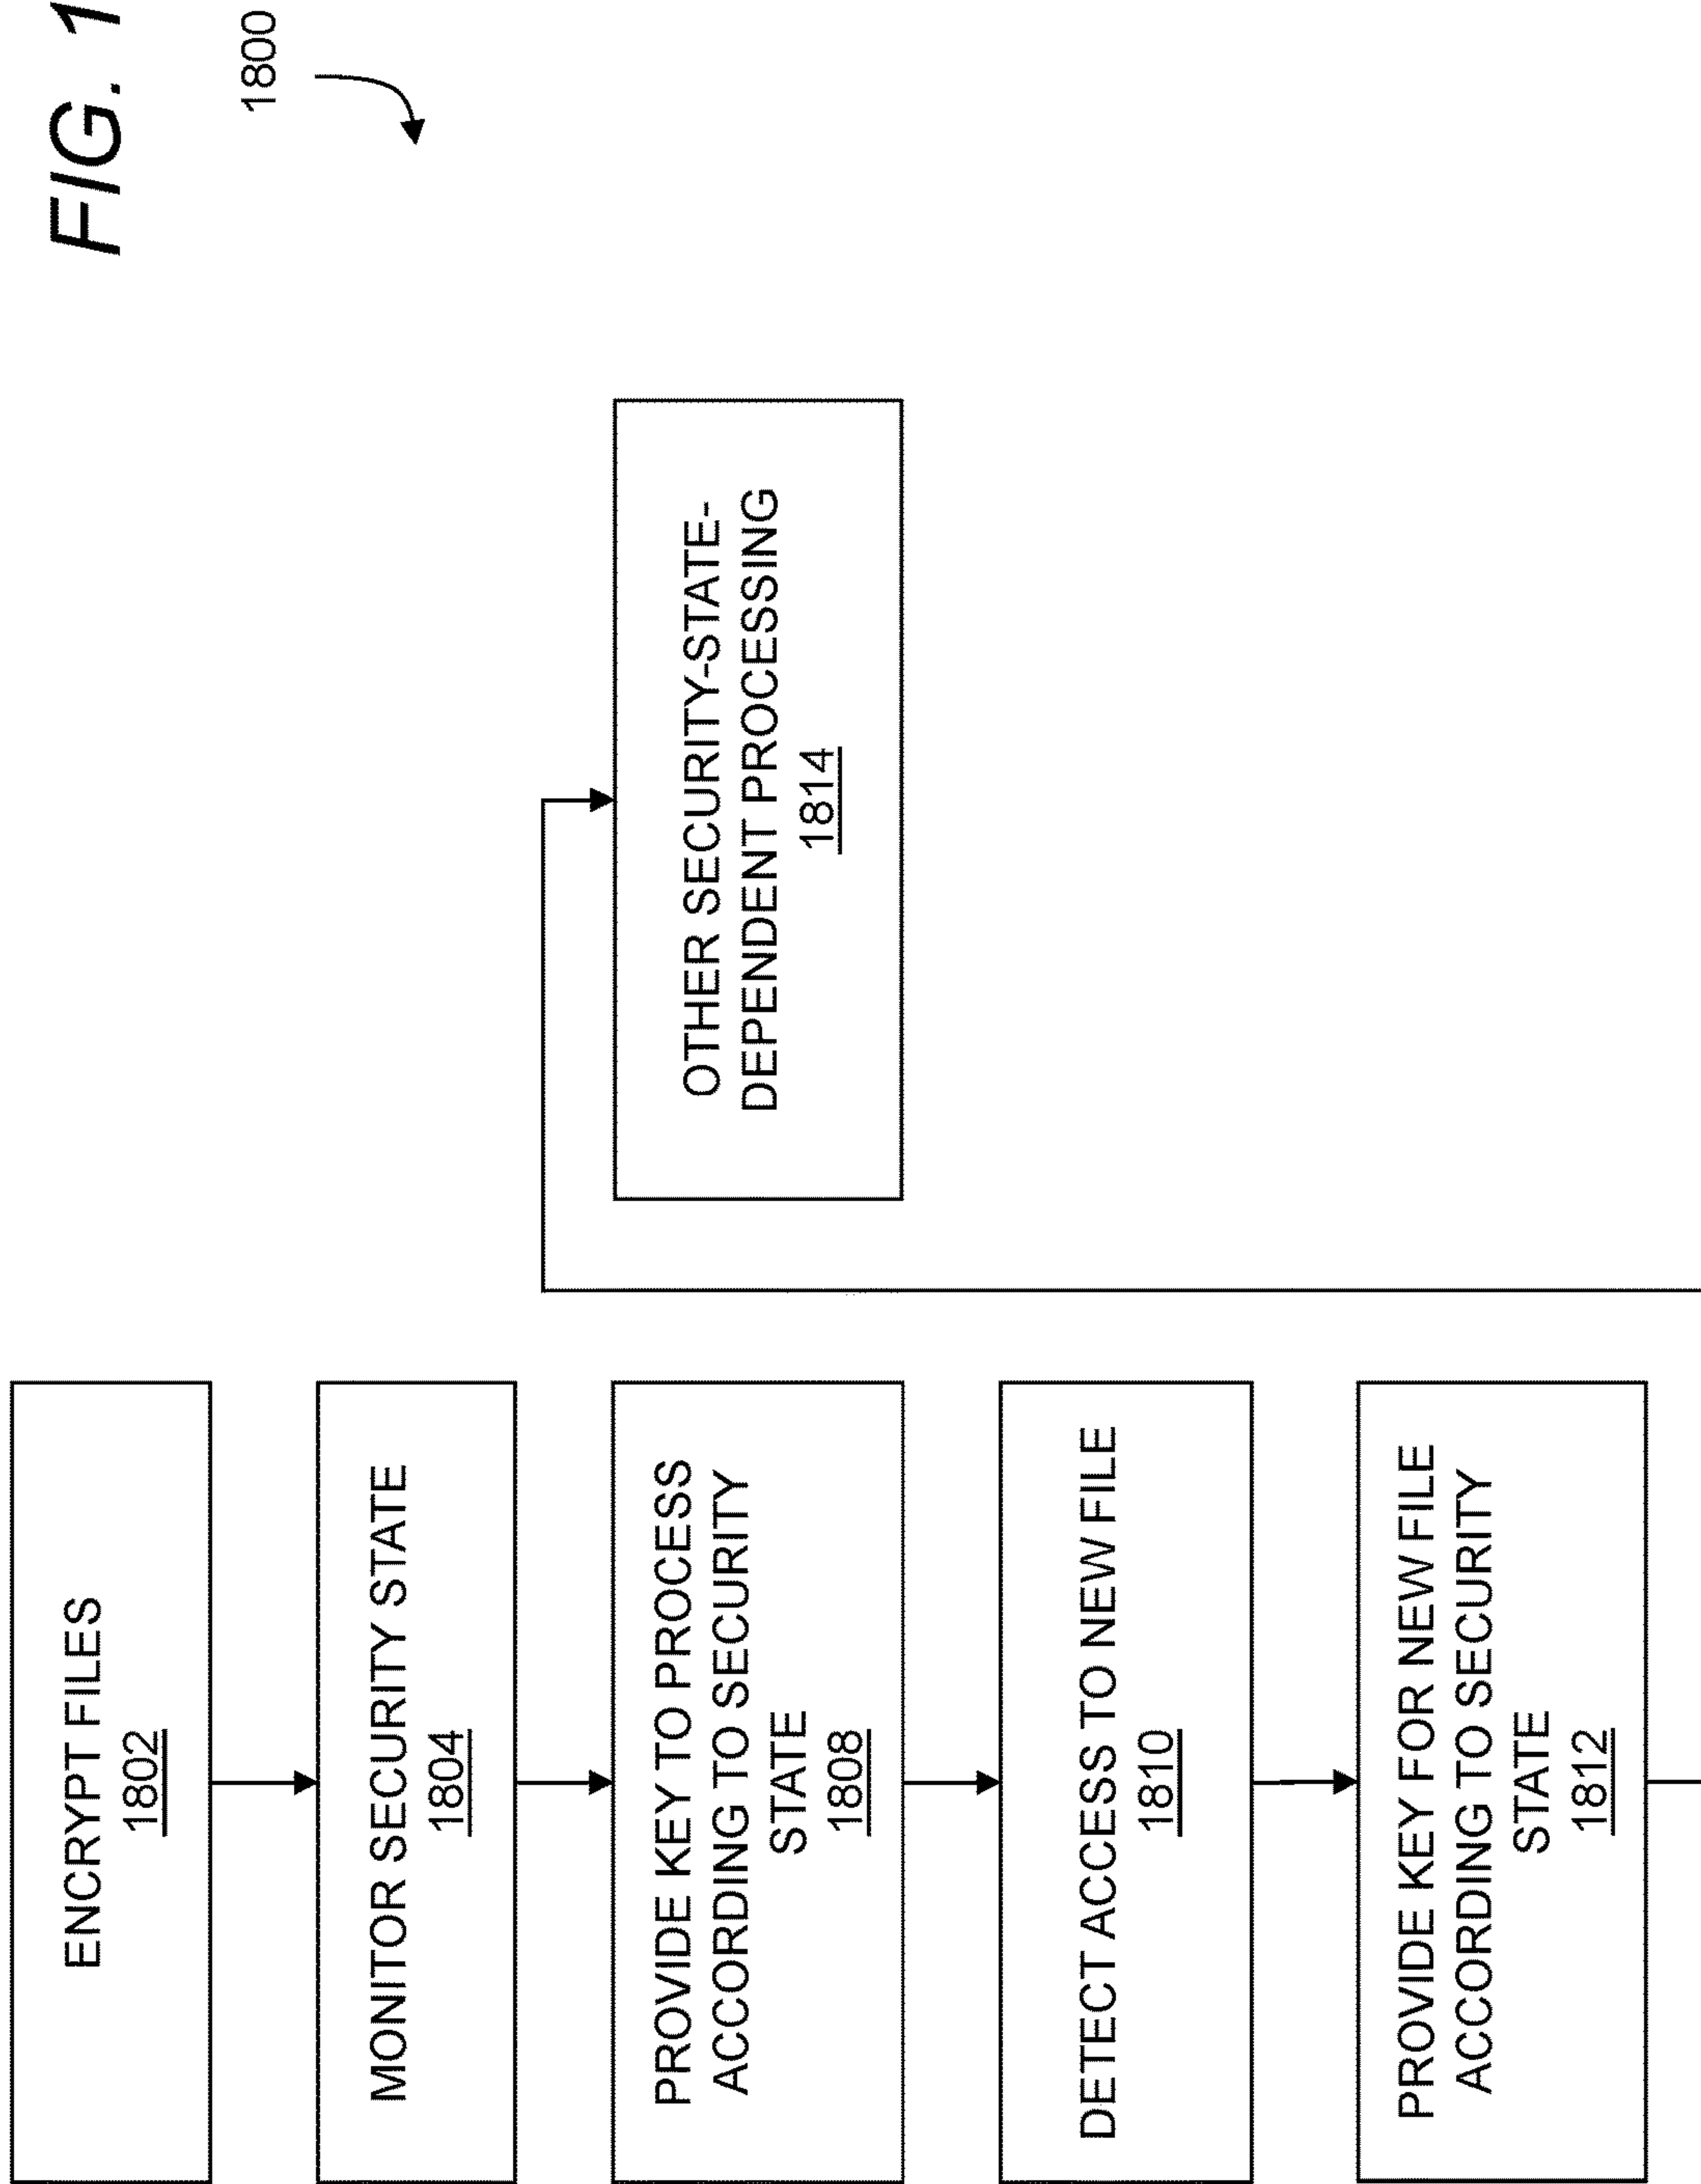 FIG. 1
1800
ENCRYPT FILES
1802
MONITOR SECURITY STATE
1804
PROVIDE KEY TO PROCESS
ACCORDING TO SECURITY
STATE
1808
DETECT ACCESS TO NEW FILE
1810
PROVIDE KEY FOR NEW FILE
ACCORDING TO SECURITY
STATE
1812
OTHER SECURITY-STATE-
DEPENDENT PROCESSING
1814